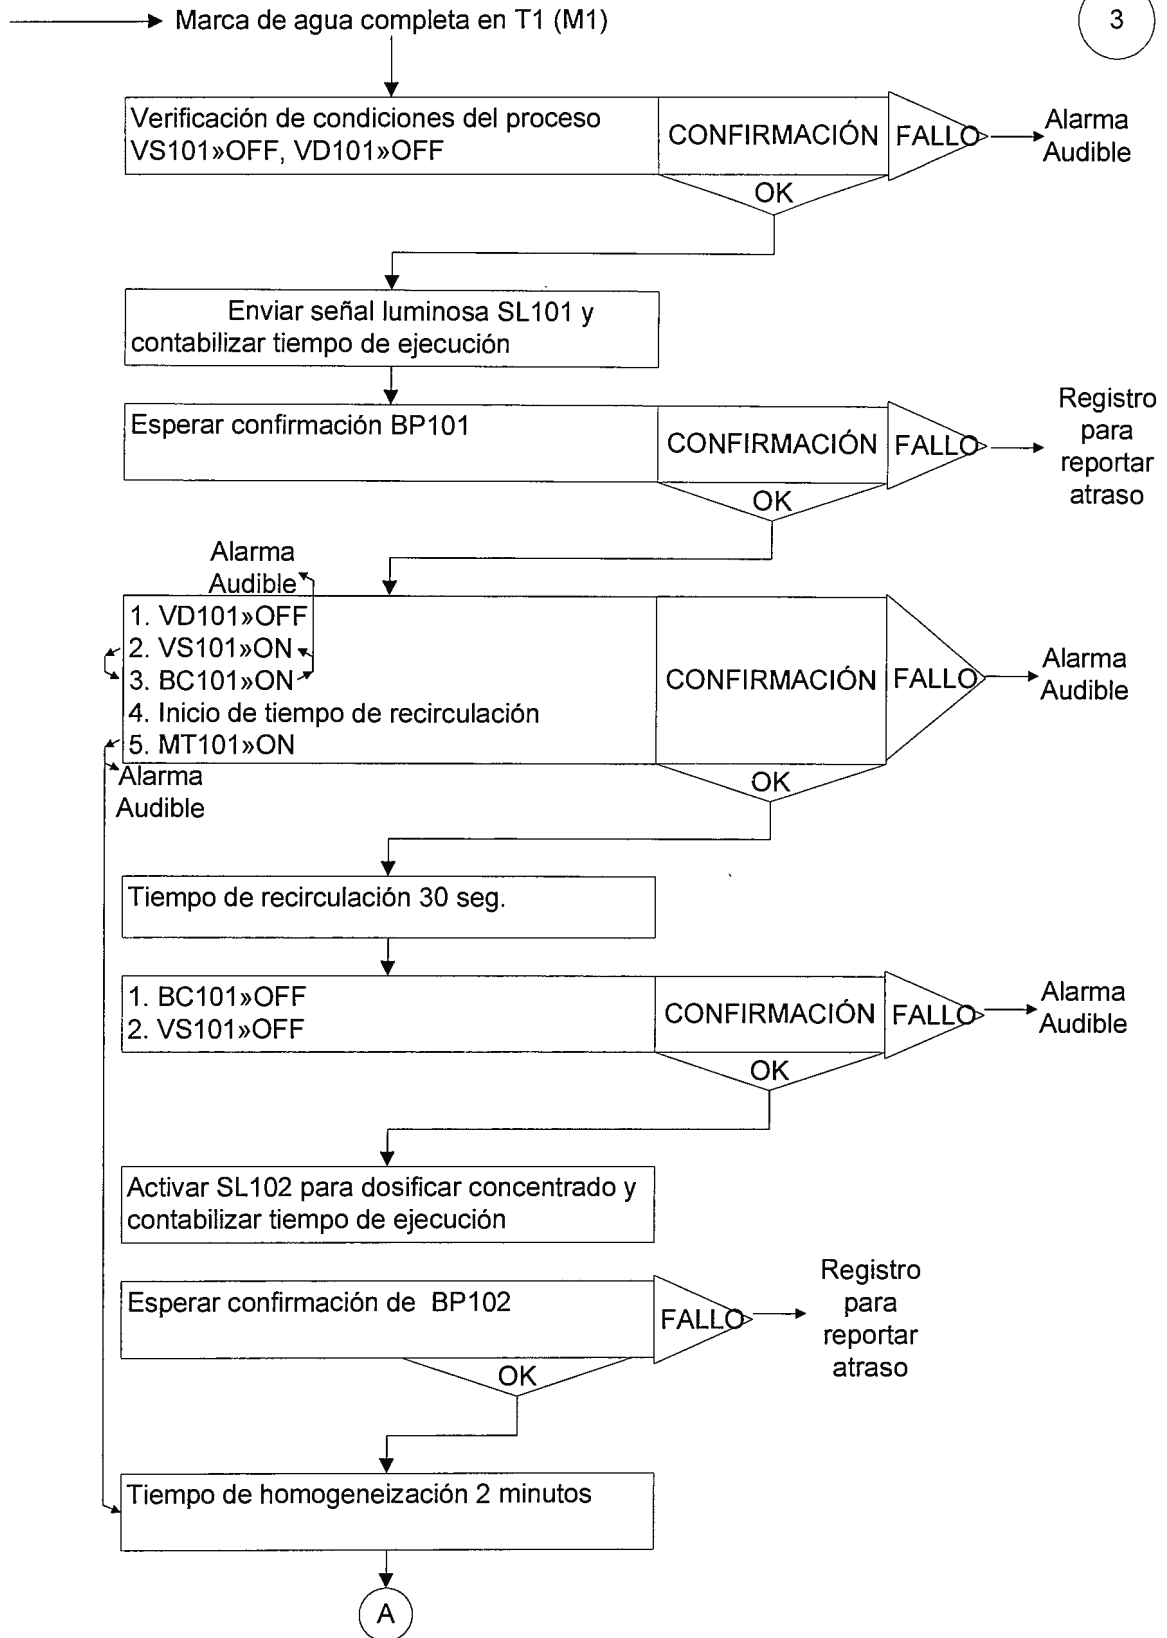 Marca de agua completa en T1 (M1)
3
Verificación de condiciones del proceso
VS101»OFF, VD101»OFF
CONFIRMACIÓN
FALLO
Alarma
Audible
OK
Enviar señal luminosa SL101 y
contabilizar tiempo de ejecución
Esperar confirmación BP101
CONFIRMACIÓN
FALLO
Registro
para
reportar
atraso
OK
Alarma
Audible
1. VD101»OFF
2. VS101»ON
3. BC101»ON
4. Inicio de tiempo de recirculación
5. MT101»ON
CONFIRMACIÓN
FALLO
Alarma
Audible
Alarma
Audible
OK
Tiempo de recirculación 30 seg.
1. BC101»OFF
2. VS101»OFF
CONFIRMACIÓN
FALLO
Alarma
Audible
OK
Activar SL102 para dosificar concentrado y
contabilizar tiempo de ejecución
Esperar confirmación de BP102
FALLO
Registro
para
reportar
atraso
OK
Tiempo de homogeneización 2 minutos
A